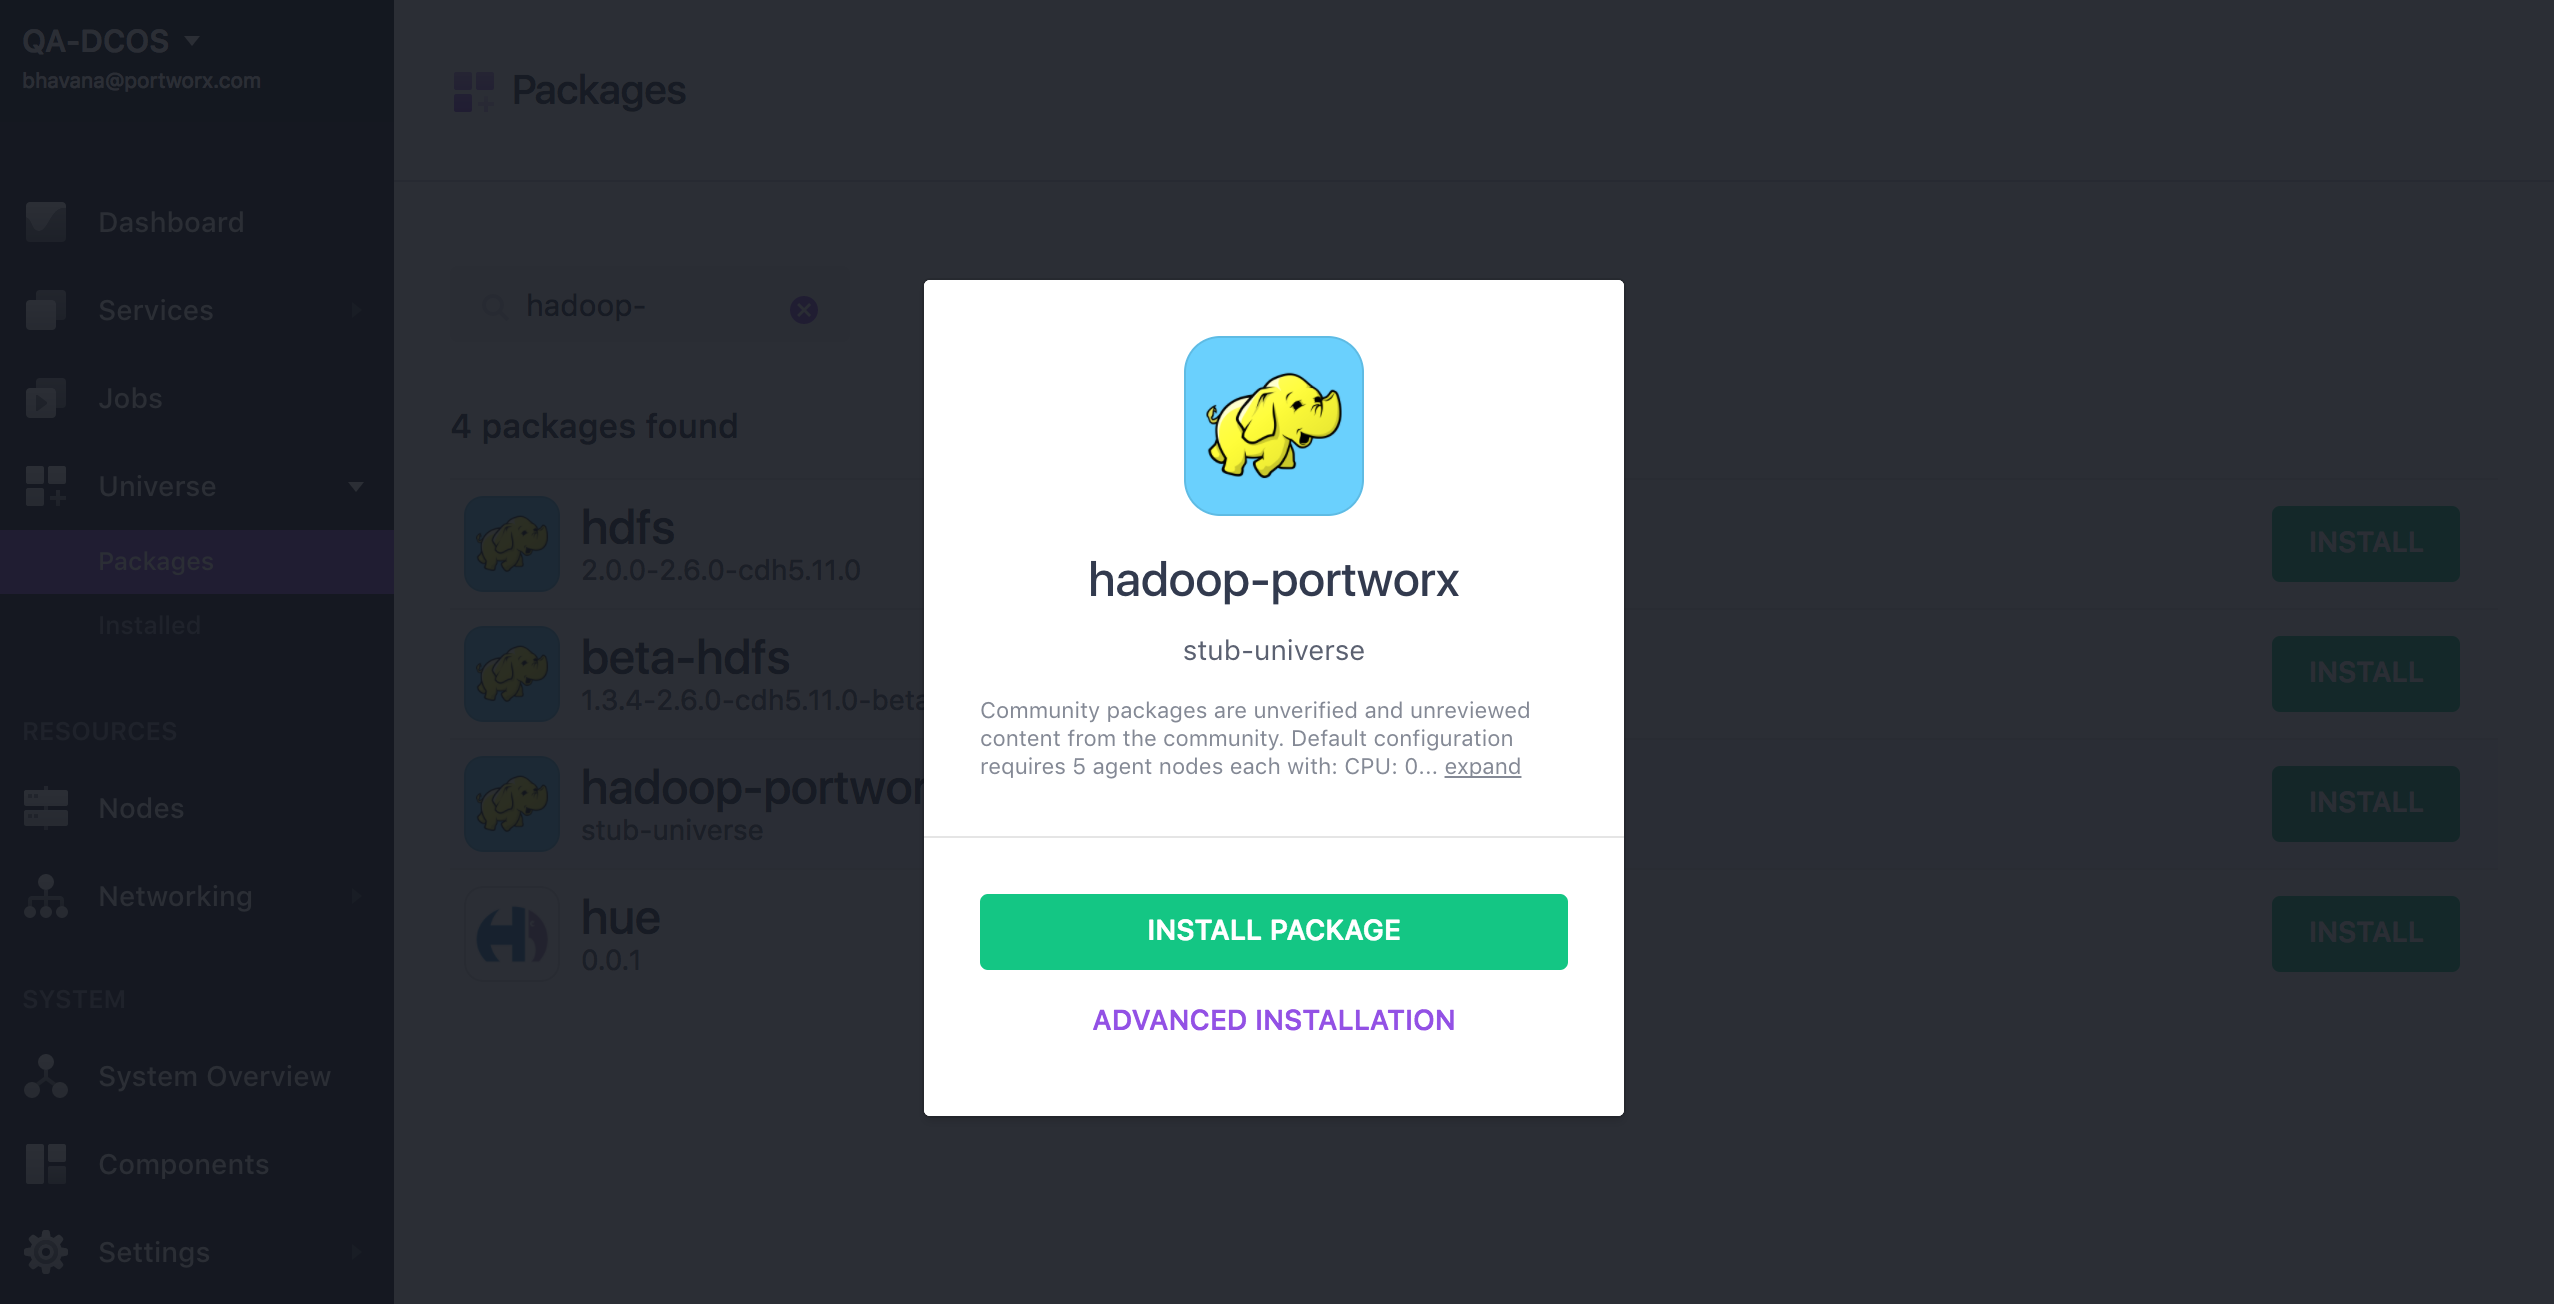 QA-DCOS
bhavana@portworx.com
Dashboard
Services
Jobs
Universe
Packages
Installed
RESOURCES
Nodes
Networking
SYSTEM
System Overview
Components
Settings
Packages
hadoop-
4 packages found
hdfs
2.0.0-2.6.0-cdh5.11.0
INSTALL
beta-hdfs
1.3.4-2.6.0-cdh5.11.0-beta
INSTALL
hadoop-portwor
stub-universe
INSTALL
hue
0.0.1
INSTALL
hadoop-portworx
stub-universe
Community packages are unverified and unreviewed
content from the community. Default configuration
requires 5 agent nodes each with: CPU: 0... expand
INSTALL PACKAGE
ADVANCED INSTALLATION